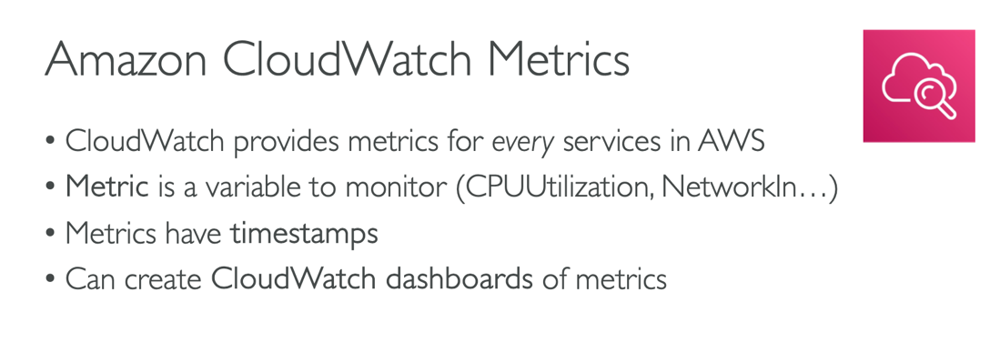 Amazon CloudWatch Metrics
• CloudWatch provides metrics for every services in AWS
• Metric is a variable to monitor (CPUUtilization, NetworkIn…)
• Metrics have timestamps
• Can create CloudWatch dashboards of metrics